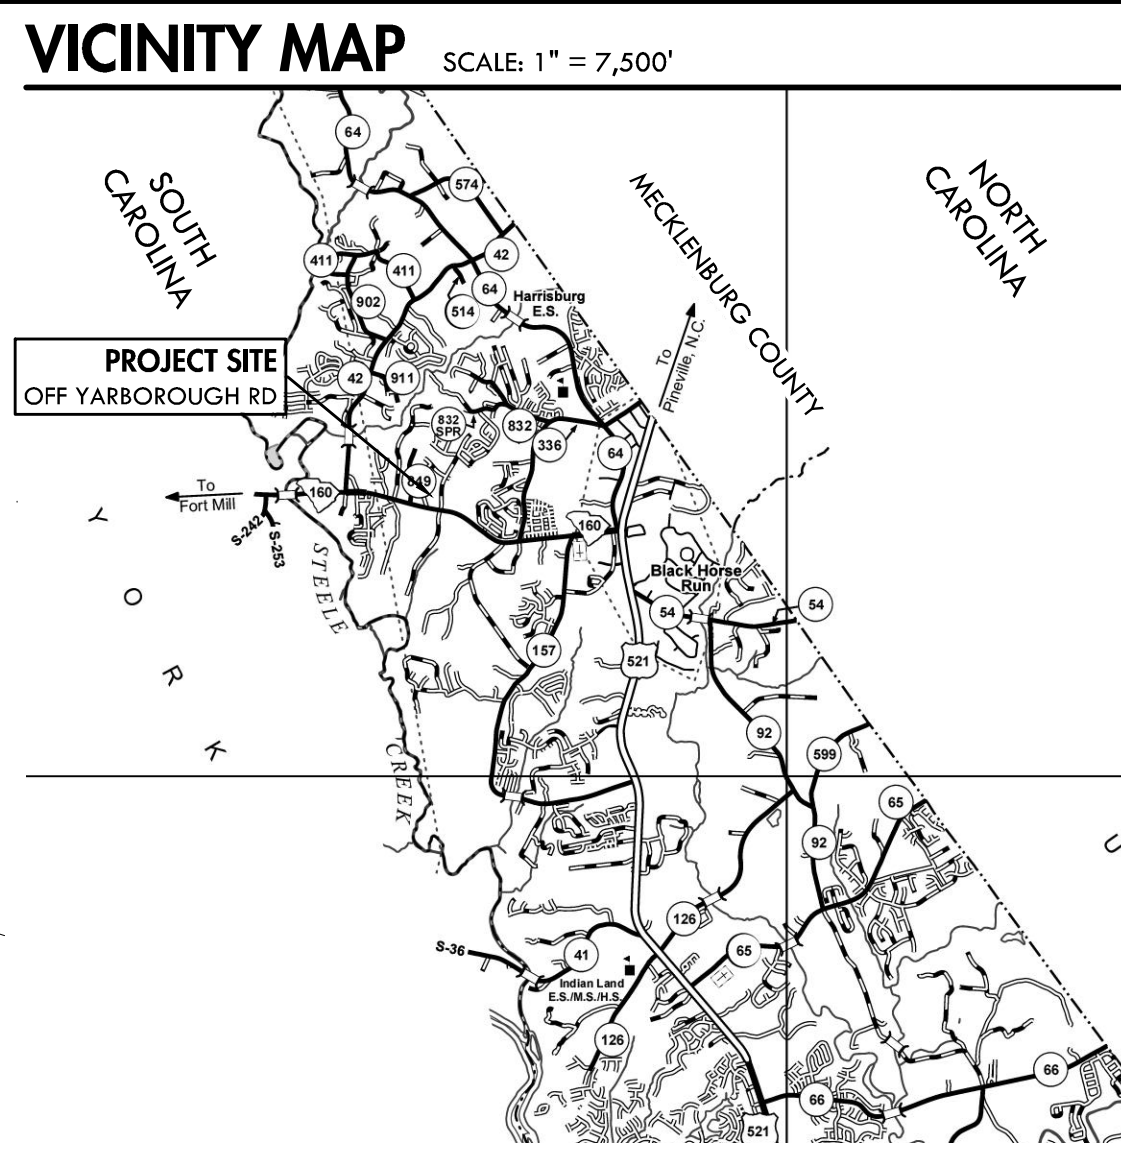 VICINITY MAP SCALE: 1" = 7,500'
64
SOUTH
CAROLINA
574
MECKLENBURG COUNTY
NORTH
CAROLINA
411
411
42
902
64
514
Harrisburg
E.S.
To
Pineville, N.C.
PROJECT SITE
OFF YARBOROUGH RD
42
911
832
SPR
832
336
64
849
To
Fort Mill
160
160
S-242
S-253
STEELE
Black Horse
Run
54
54
YORK
157
521
92
599
CREEK
65
92
U
126
S-36
41
65
Indian Land
E.S./M.S./H.S.
126
66
66
521